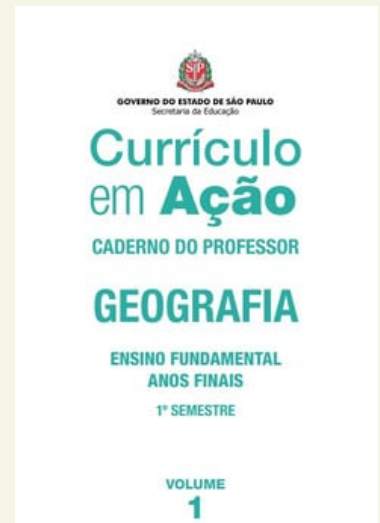 GOVERNO DO ESTADO DE SÃO PAULO
Secretaria da Educação
Currículo
em Ação
CADERNO DO PROFESSOR
GEOGRAFIA
ENSINO FUNDAMENTAL
ANOS FINAIS
1º SEMESTRE
VOLUME
1